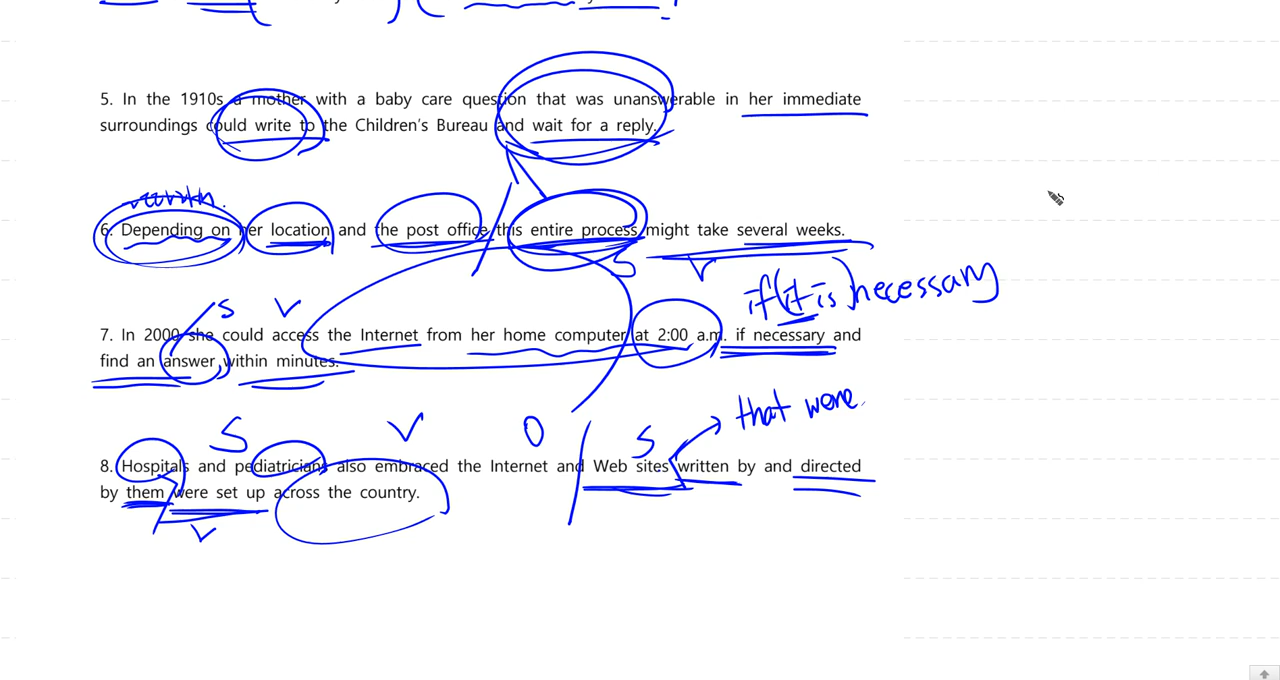 5. In the 1910s a mother with a baby care question that was unanswerable in her immediate
surroundings could write to the Children's Bureau and wait for a reply.
6. Depending on her location and the post office this entire process might take several weeks.
S V
if (it is) necessary
S V
7. In 2000 she could access the Internet from her home computer at 2:00 a.m. if necessary and
find an answer within minutes.
that were
S V O S
8. Hospitals and pediatricians also embraced the Internet and Web sites written by and directed
by them were set up across the country.
V